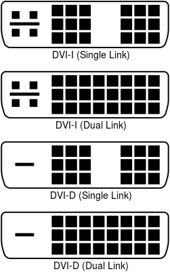 DVI-I (Single Link)
DVI-I (Dual Link)
DVI-D (Single Link)
DVI-D (Dual Link)